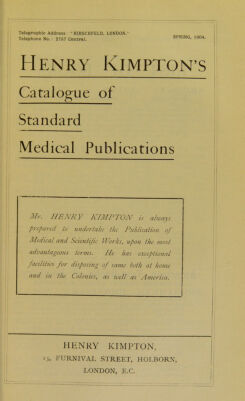 Telegraphic Address: "HIRSCHFELD, LONDON."
Telephone No.: 2757 Central.
SPRING, 1904.
HENRY KIMPTON'S
Catalogue of
Standard
Medical Publications
Mr. HENRY KIMPTON is always
prepared to undertake the Publication of
Medical and Scientific Works, upon the most
advantageous terms. He has exceptional
facilities for disposing of same both at home
and in the Colonies, as well as America.
HENRY KIMPTON,
13, FURNIVAL STREET, HOLBORN,
LONDON, E.C.